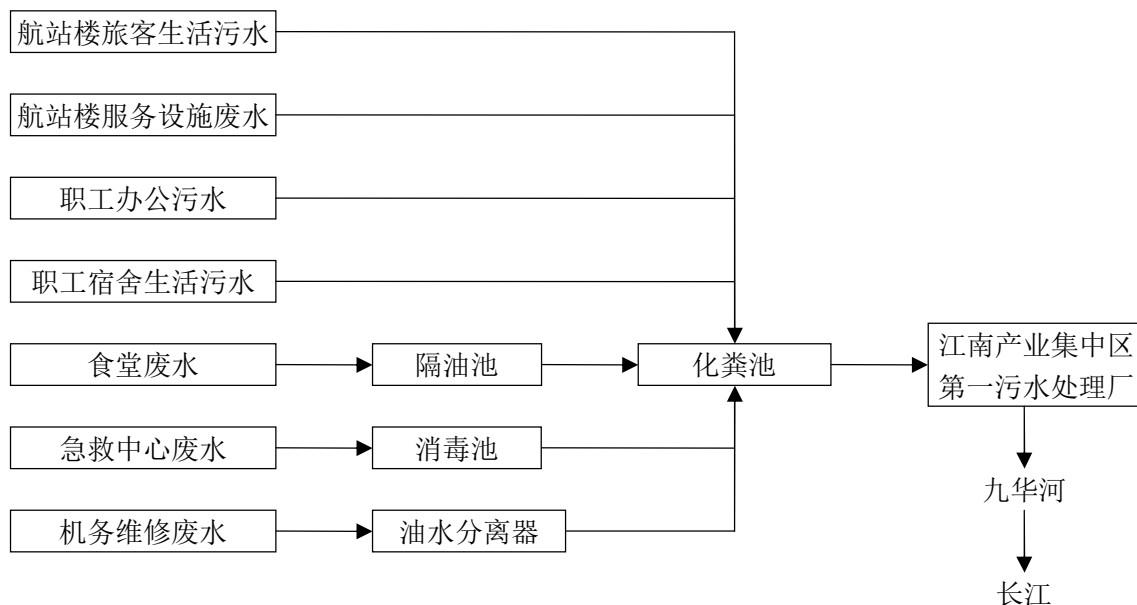 航站楼旅客生活污水
航站楼服务设施废水
职工办公污水
职工宿舍生活污水
食堂废水
隔油池
化粪池
江南产业集中区
第一污水处理厂
急救中心废水
消毒池
九华河
机务维修废水
油水分离器
长江